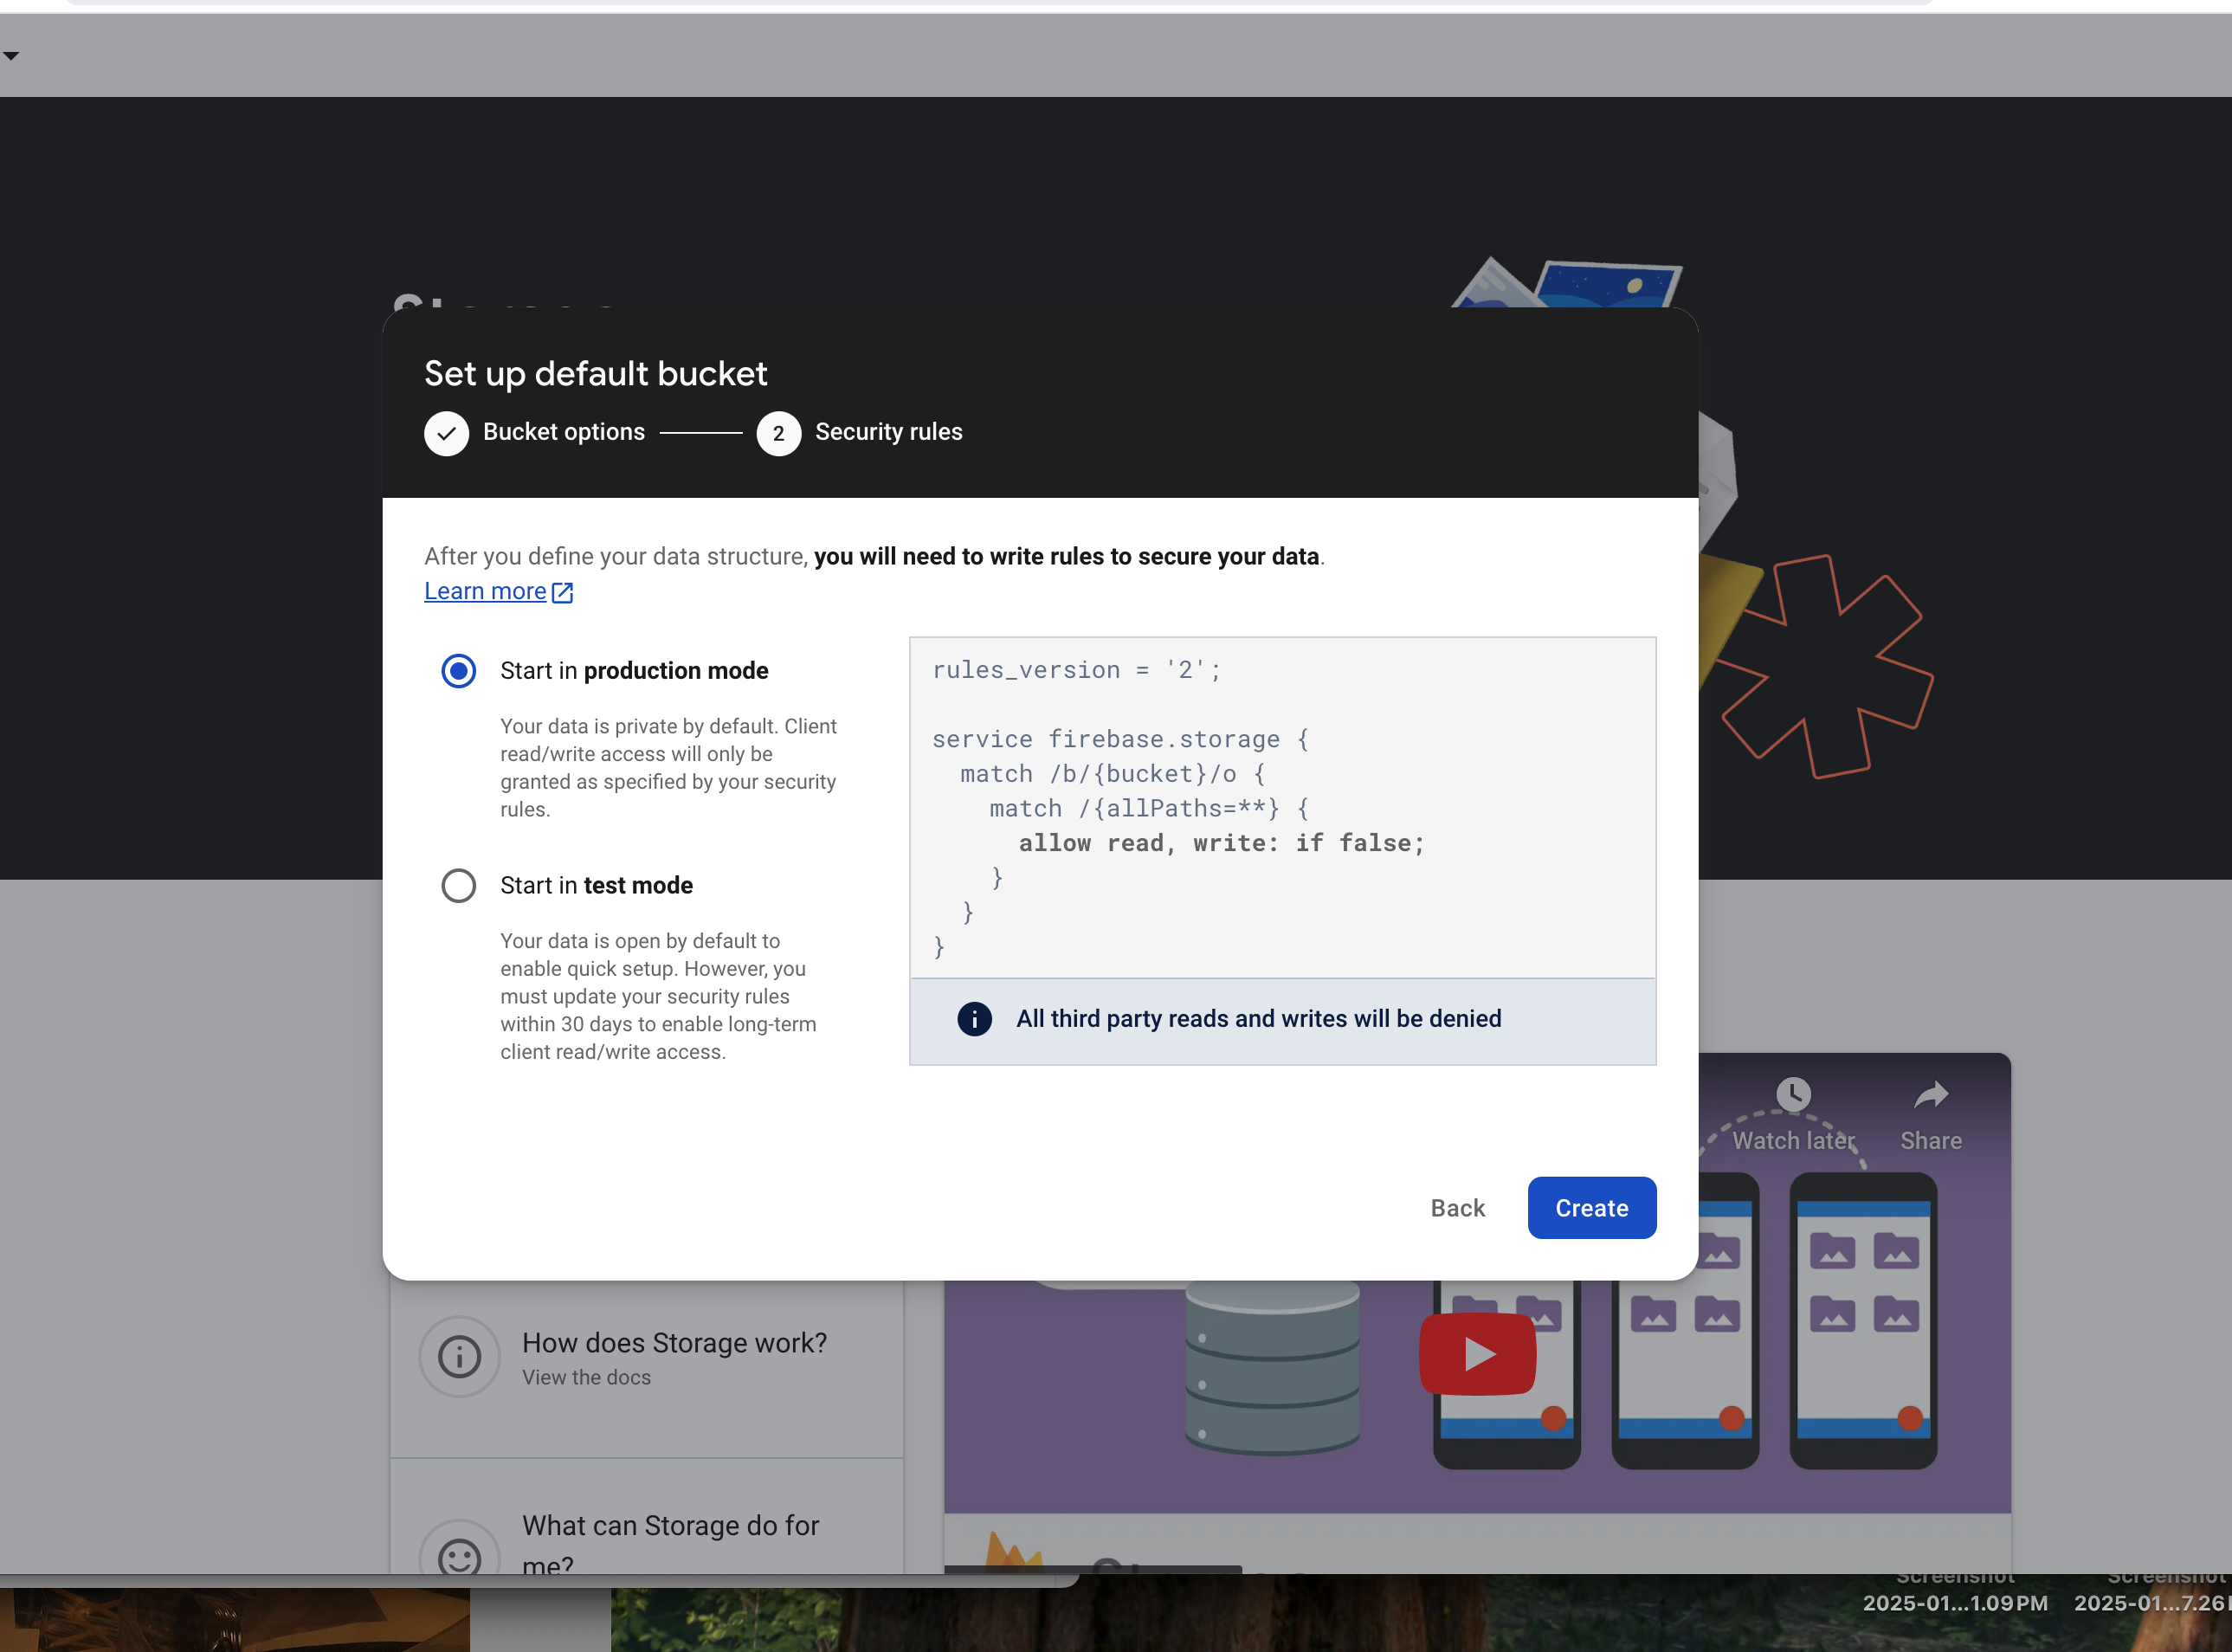 Set up default bucket
Bucket options
2
Security rules
After you define your data structure, you will need to write rules to secure your data.
Learn more
Start in production mode
Your data is private by default. Client
read/write access will only be
granted as specified by your security
rules.
Start in test mode
Your data is open by default to
enable quick setup. However, you
must update your security rules
within 30 days to enable long-term
client read/write access.
rules_version = '2';
service firebase.storage {
match /b/{bucket}/o {
match /{allPaths=**} {
allow read, write: if false;
}
}
}
All third party reads and writes will be denied
Back
Create
Watch later
Share
How does Storage work?
View the docs
What can Storage do for
me?
Screenshot
2025-01...1.09 PM
Screenshot
2025-01...7.26